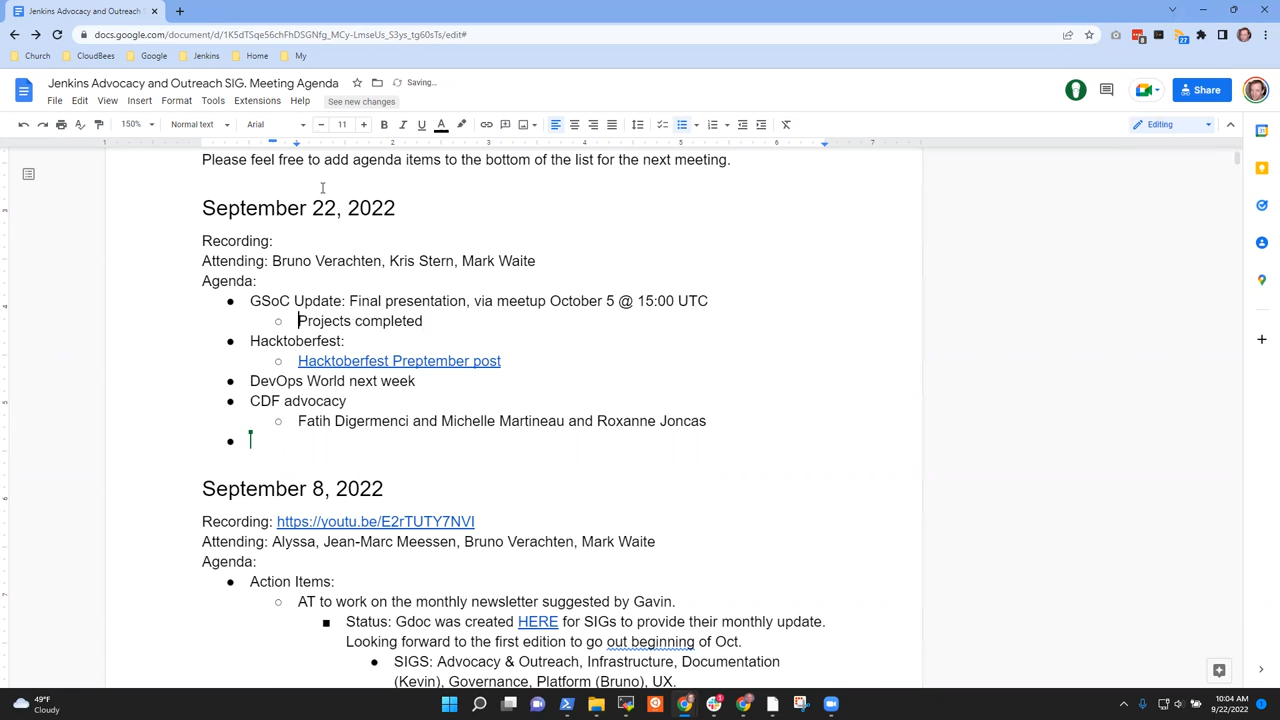 Jenkins Advocacy and Outreach S
docs.google.com/document/d/1K5dTSqe56chFhDSGNfg_MCy-LmseUs_S3ys_tg60sTs/edit#
Church CloudBees Google Jenkins Home My
Jenkins Advocacy and Outreach SIG. Meeting Agenda Saving...
File Edit View Insert Format Tools Extensions Help See new changes
Share
150% Normal text Arial 11 Editing
1 1 2 3 4 5 6 7
Please feel free to add agenda items to the bottom of the list for the next meeting.
September 22, 2022
Recording:
Attending: Bruno Verachten, Kris Stern, Mark Waite
Agenda:
● GSoC Update: Final presentation, via meetup October 5 @ 15:00 UTC
○ Projects completed
● Hacktoberfest:
○ Hacktoberfest Preptember post
● DevOps World next week
● CDF advocacy
○ Fatih Digermenci and Michelle Martineau and Roxanne Joncas
●
September 8, 2022
Recording: https://youtu.be/E2rTUTY7NVI
Attending: Alyssa, Jean-Marc Meessen, Bruno Verachten, Mark Waite
Agenda:
● Action Items:
○ AT to work on the monthly newsletter suggested by Gavin.
■ Status: Gdoc was created HERE for SIGs to provide their monthly update.
Looking forward to the first edition to go out beginning of Oct.
● SIGS: Advocacy & Outreach, Infrastructure, Documentation
(Kevin), Governance, Platform (Bruno), UX.
49°F
Cloudy
10:04 AM
9/22/2022